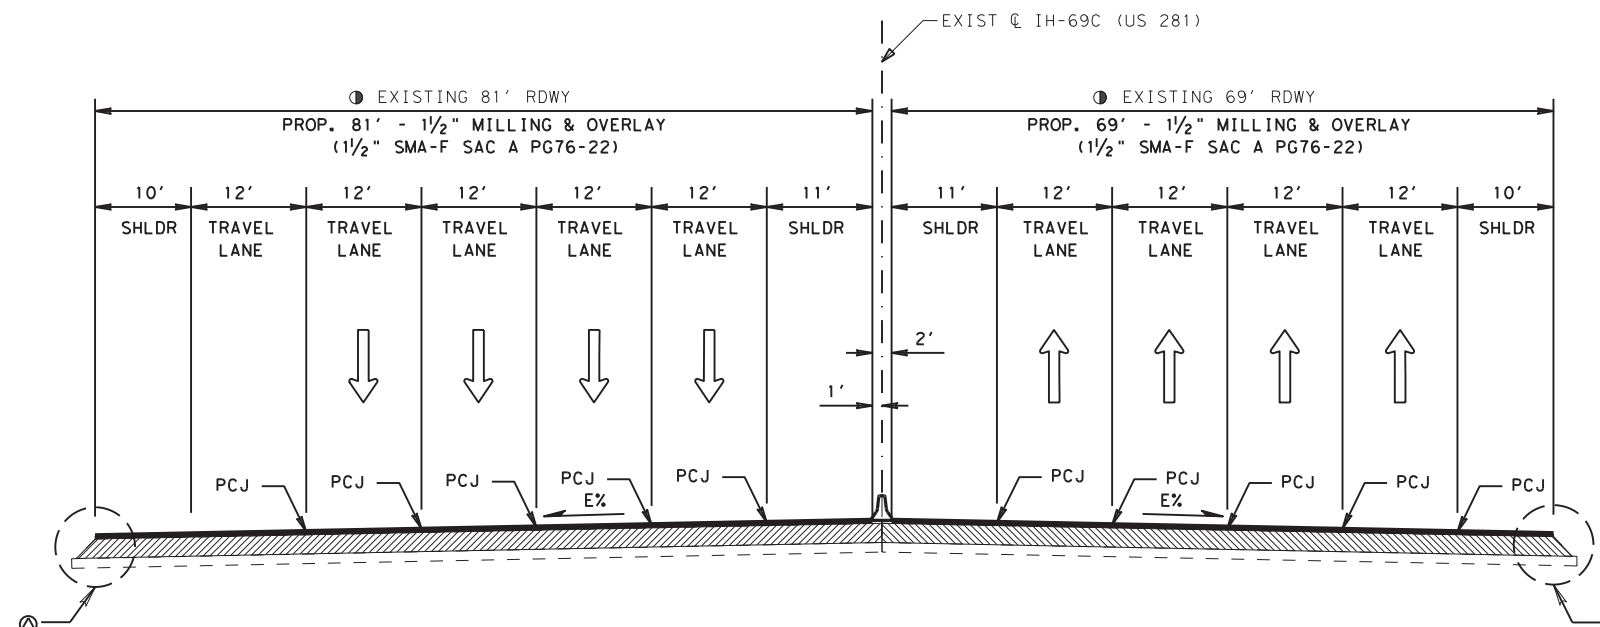 EXIST ℄ IH-69C (US 281)
EXISTING 81' RDWY
PROP. 81' - 1½" MILLING & OVERLAY
(1½" SMA-F SAC A PG76-22)
EXISTING 69' RDWY
PROP. 69' - 1½" MILLING & OVERLAY
(1½" SMA-F SAC A PG76-22)
10' 12' 12' 12' 12' 12' 11' 11' 12' 12' 12' 12' 10'
SHLDR TRAVEL TRAVEL TRAVEL TRAVEL TRAVEL SHLDR SHLDR TRAVEL TRAVEL TRAVEL TRAVEL SHLDR
LANE LANE LANE LANE LANE LANE LANE LANE LANE
2'
1'
PCJ PCJ PCJ PCJ PCJ PCJ PCJ PCJ PCJ PCJ
E% E%
A